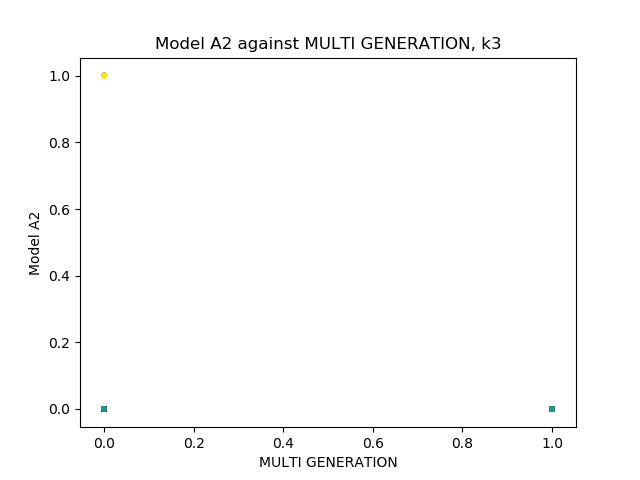 Model A2 against MULTI GENERATION, k3
1.0
0.8
0.6
0.4
0.2
0.0
Model A2
0.0 0.2 0.4 0.6 0.8 1.0
MULTI GENERATION